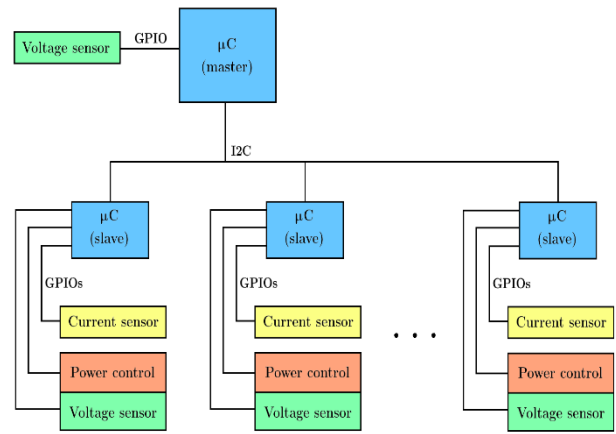 GPIO
Voltage sensor
µC
(master)
I2C
µC
(slave)
GPIOs
Current sensor
Power control
Voltage sensor
µC
(slave)
GPIOs
Current sensor
Power control
Voltage sensor
. . .
µC
(slave)
GPIOs
Current sensor
Power control
Voltage sensor